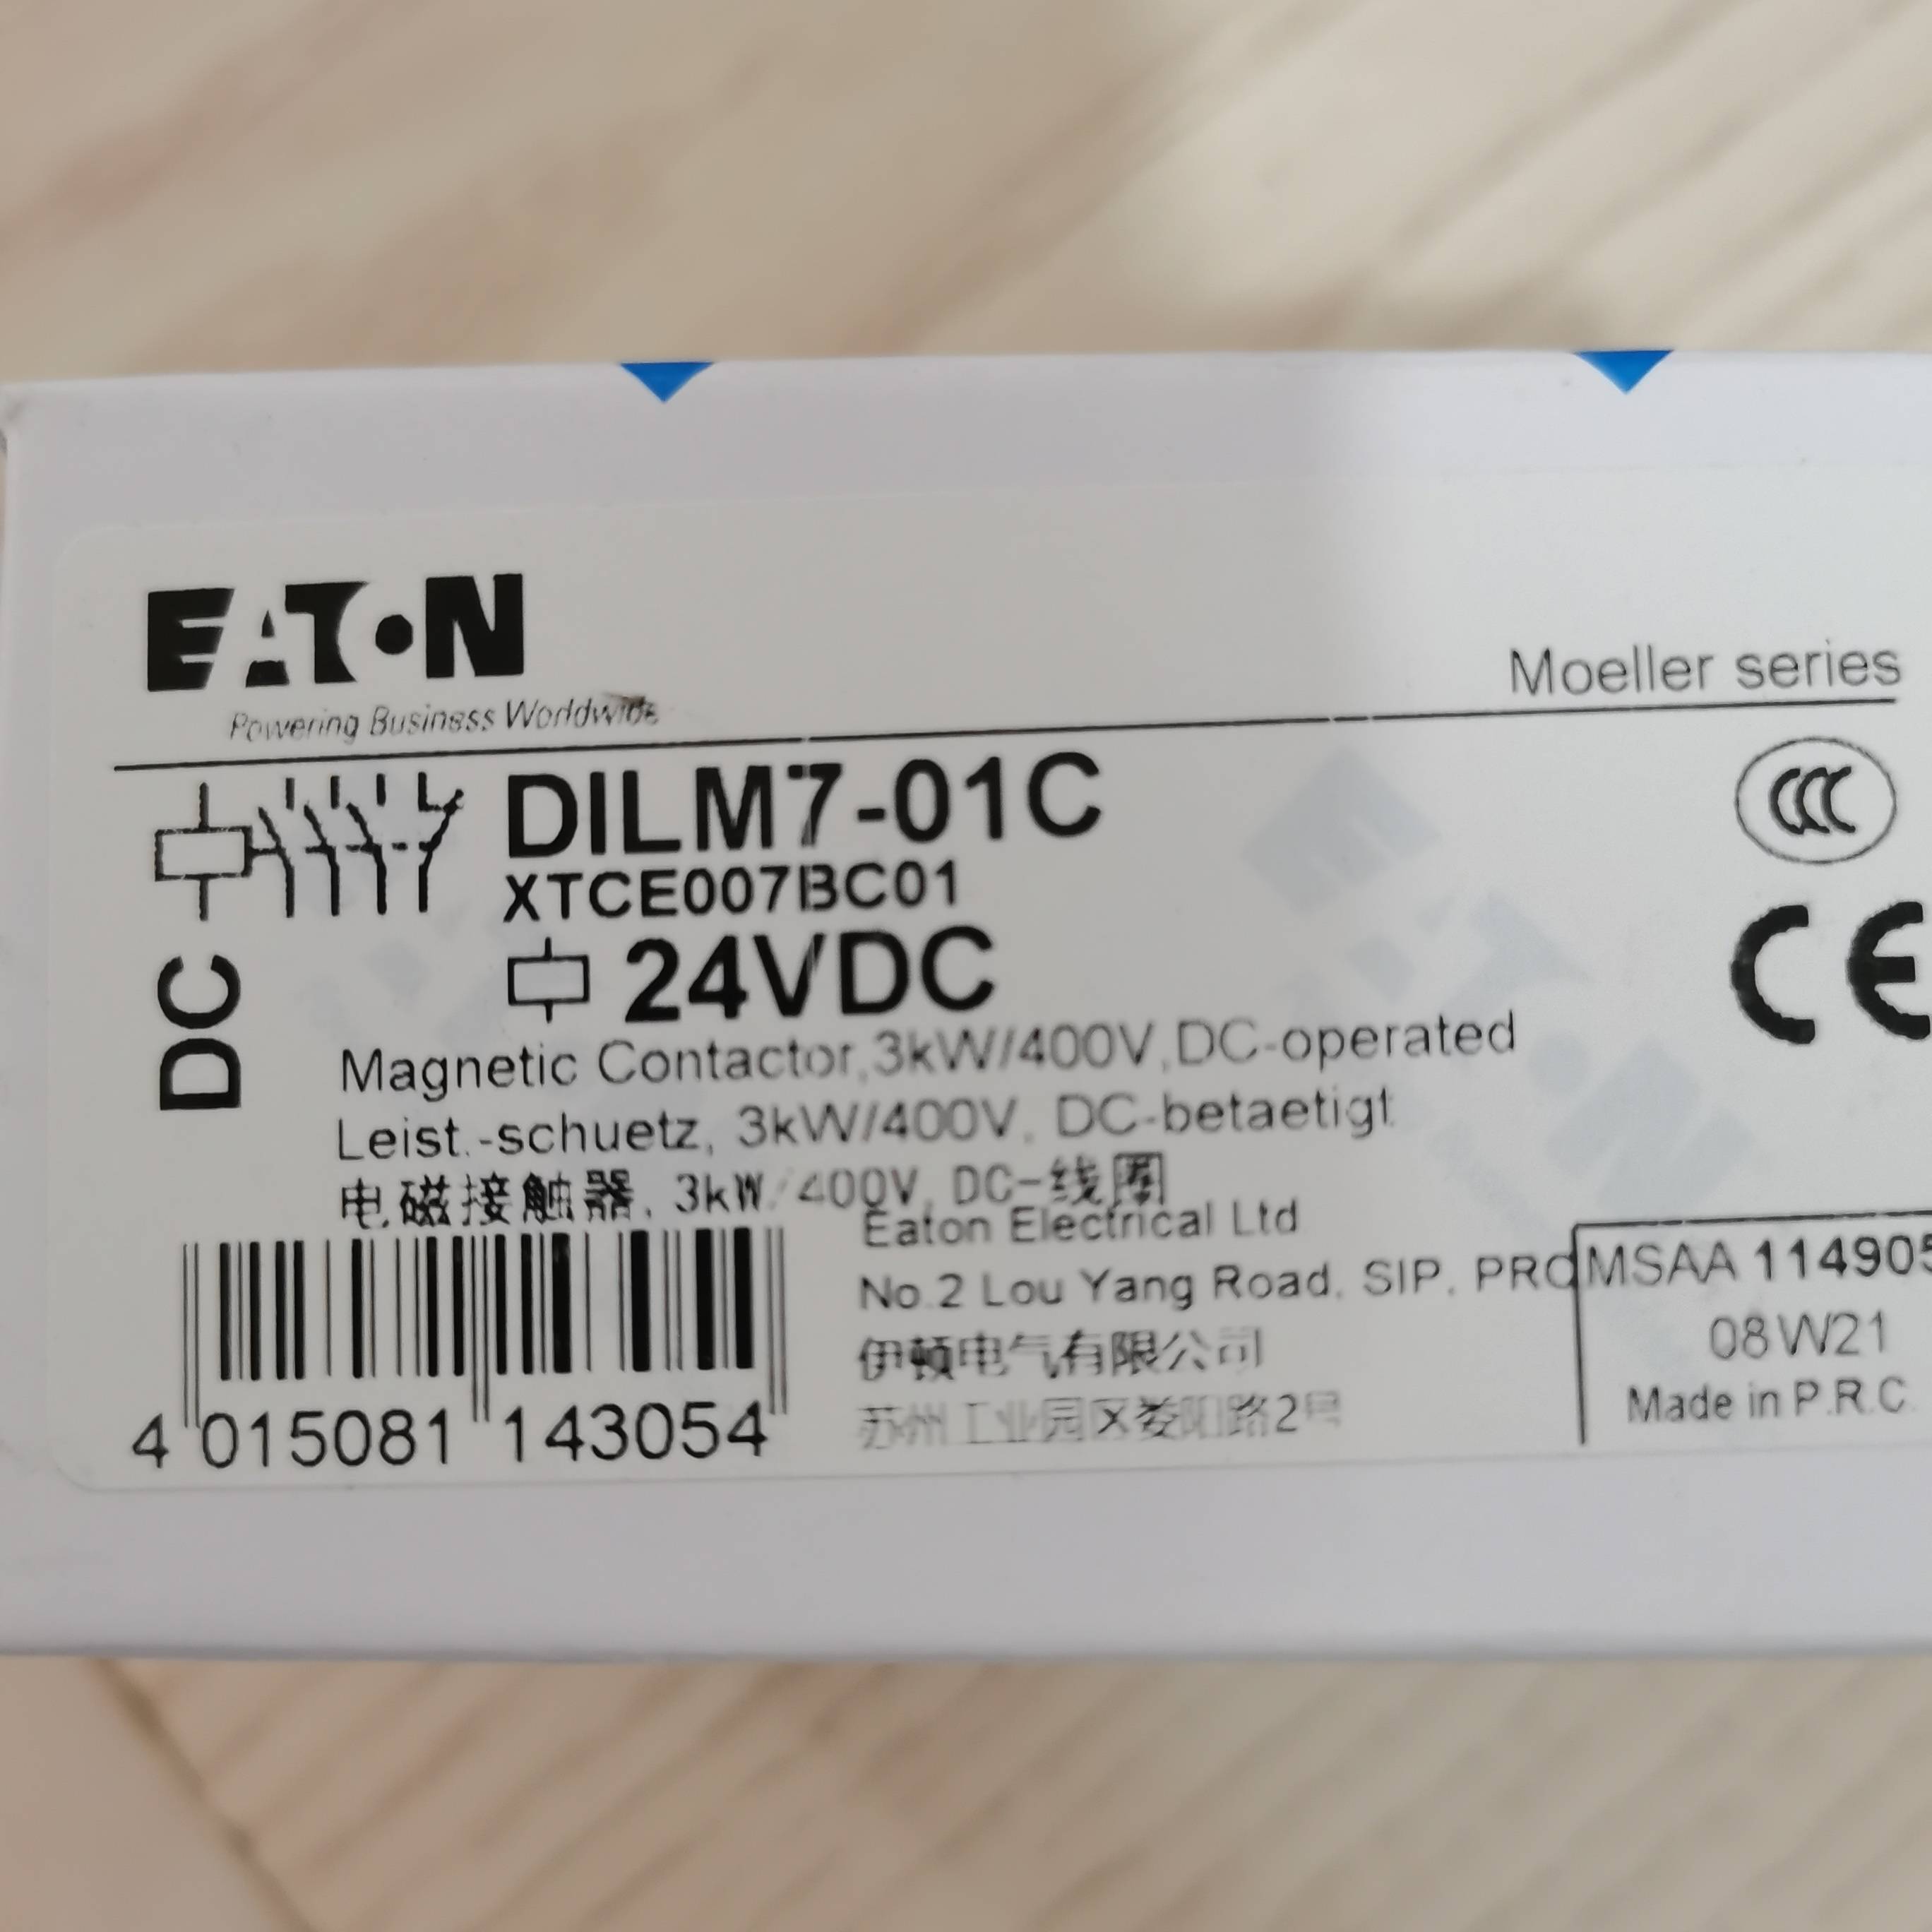 EATON
Powering Business Worldwide
Moeller series
DILM7-01C
XTCE007BC01
24VDC
DC
CCC
CE
Magnetic Contactor,3kW/400V,DC-operated
Leist.-schuetz, 3kW/400V, DC-betaetigt
电磁接触器, 3kW/400V, DC-线圈
Eaton Electrical Ltd
No.2 Lou Yang Road, SIP, PRC
伊顿电气有限公司
苏州工业园区娄阳路2号
MSAA 114905
08W21
Made in P.R.C.
4 015081 143054